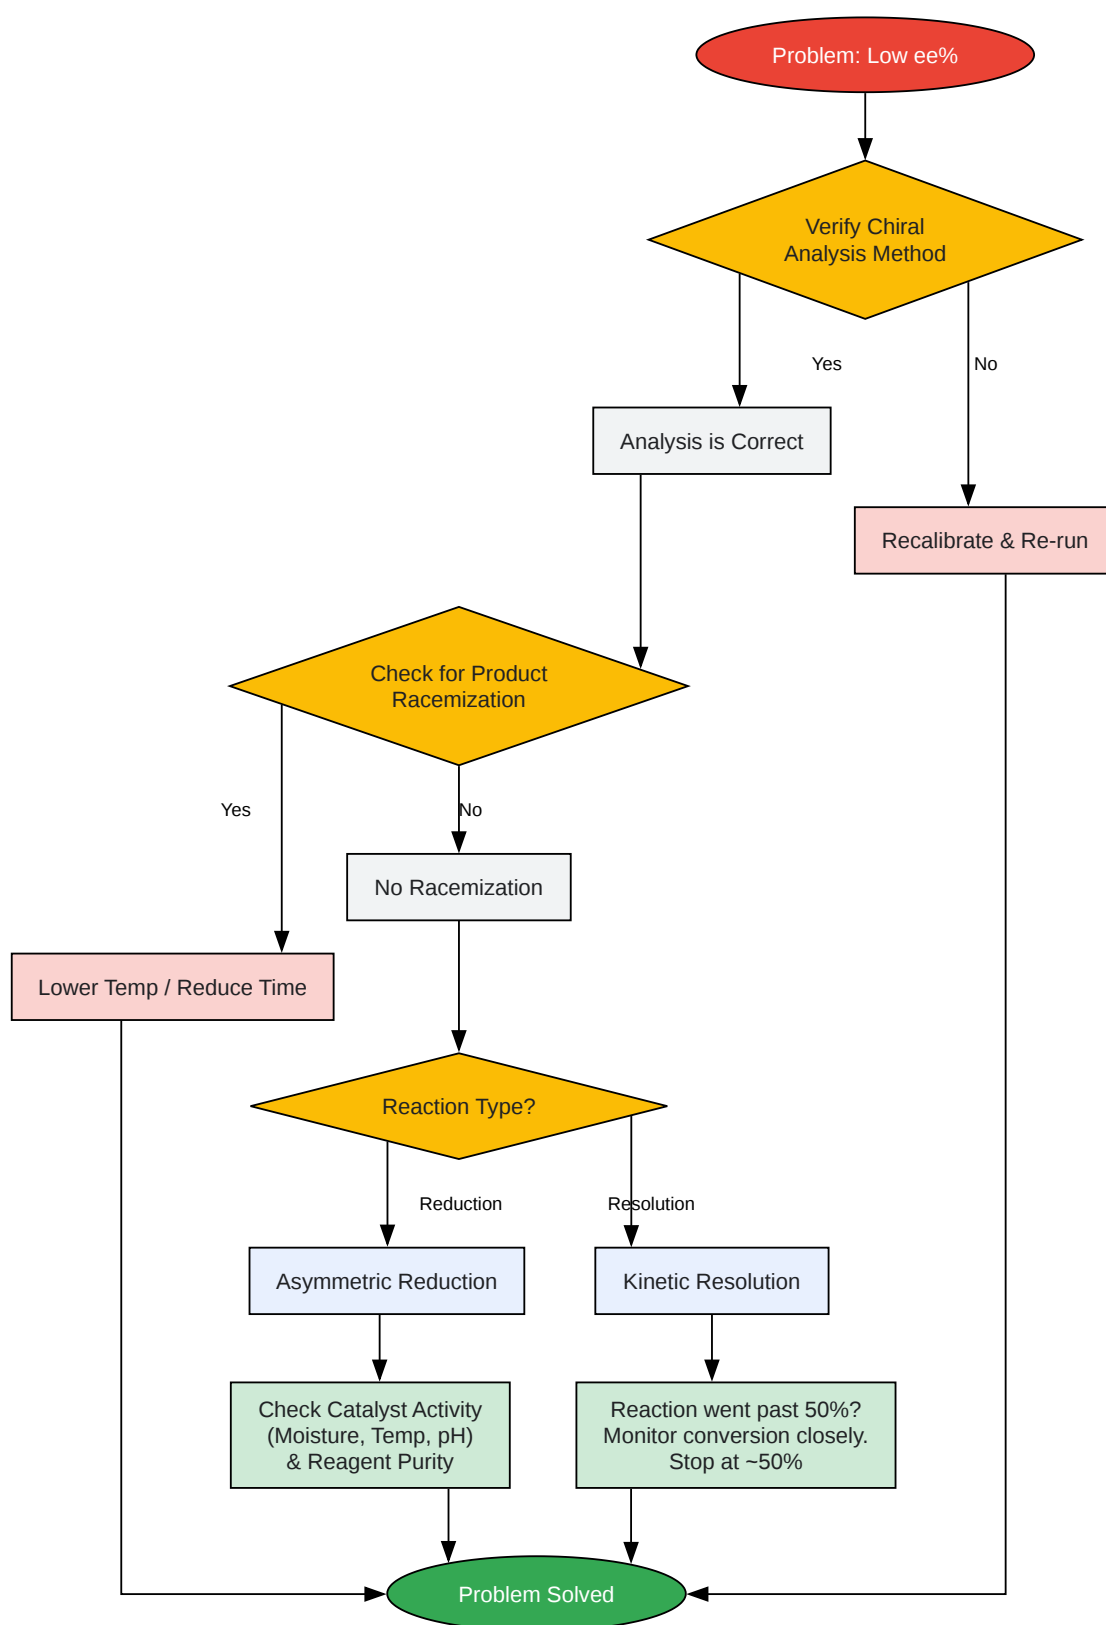 Problem: Low ee%
Verify Chiral
Analysis Method
Yes
No
Analysis is Correct
Recalibrate & Re-run
Check for Product
Racemization
Yes
No
No Racemization
Lower Temp / Reduce Time
Reaction Type?
Reduction
Resolution
Asymmetric Reduction
Kinetic Resolution
Check Catalyst Activity
(Moisture, Temp, pH)
& Reagent Purity
Reaction went past 50%?
Monitor conversion closely.
Stop at ~50%
Problem Solved